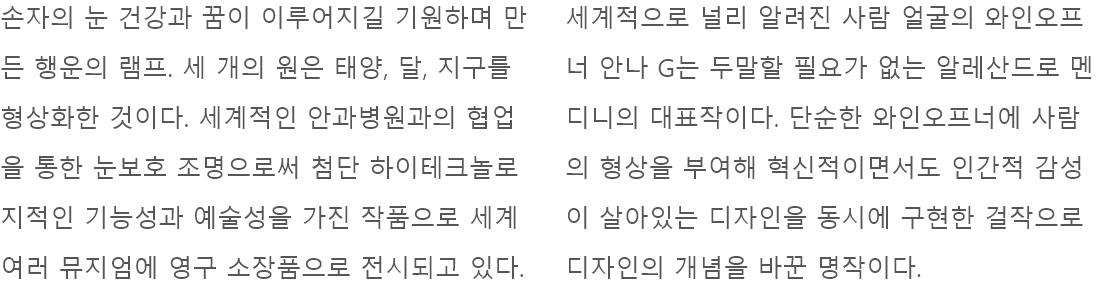 손자의 눈 건강과 꿈이 이루어지길 기원하며 만
든 행운의 램프. 세 개의 원은 태양, 달, 지구를
형상화한 것이다. 세계적인 안과병원과의 협업
을 통한 눈보호 조명으로써 첨단 하이테크놀로
지적인 기능성과 예술성을 가진 작품으로 세계
여러 뮤지엄에 영구 소장품으로 전시되고 있다.
세계적으로 널리 알려진 사람 얼굴의 와인오프
너 안나 G는 두말할 필요가 없는 알레산드로 멘
디니의 대표작이다. 단순한 와인오프너에 사람
의 형상을 부여해 혁신적이면서도 인간적 감성
이 살아있는 디자인을 동시에 구현한 걸작으로
디자인의 개념을 바꾼 명작이다.